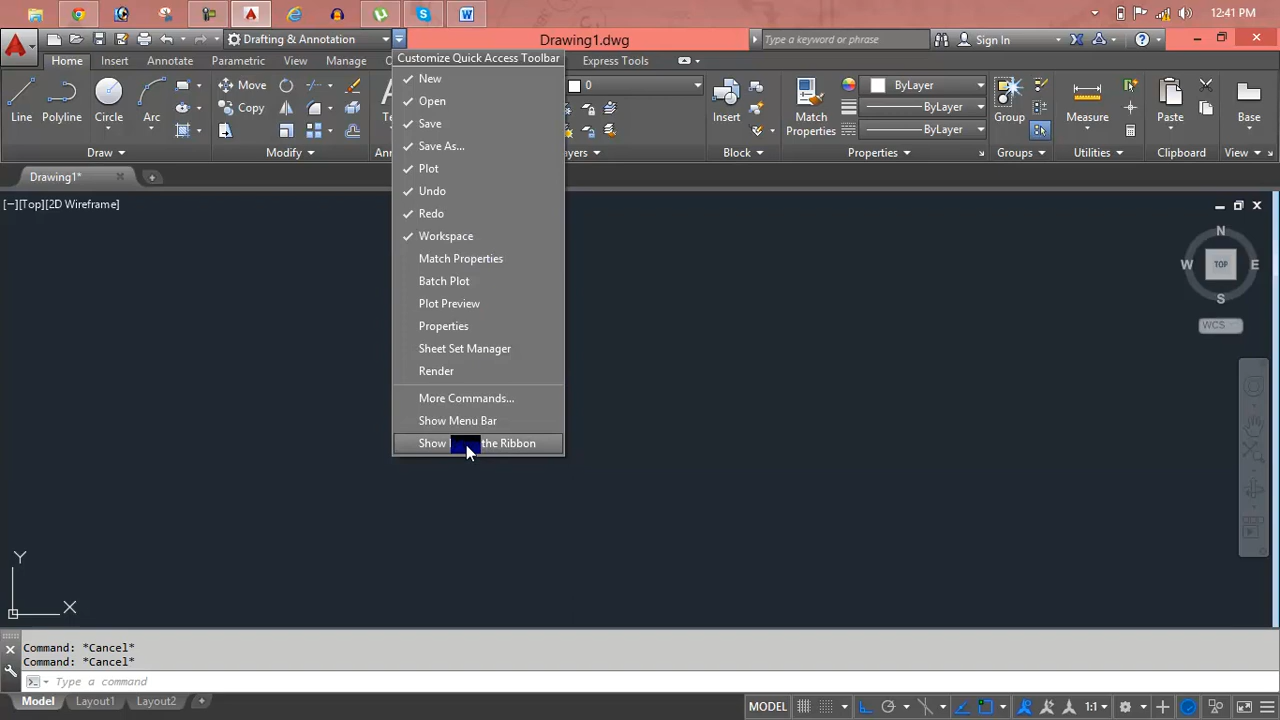 12:41 PM
Drafting & Annotation
Drawing1.dwg
Type a keyword or phrase
Sign In
Home Insert Annotate Parametric View Manage Express Tools
Customize Quick Access Toolbar
New
Open
Save
Save As...
Plot
Undo
Redo
Workspace
Match Properties
Batch Plot
Plot Preview
Properties
Sheet Set Manager
Render
More Commands...
Show Menu Bar
Show the Ribbon
Line Polyline Circle Arc
Move
Copy
0
Insert
Match
Properties
ByLayer
ByLayer
ByLayer
Group Measure Paste Base
Draw Modify Block Properties Groups Utilities View
Drawing1*
[−][Top][2D Wireframe]
N
W TOP E
S
WCS
Y
X
Command: *Cancel*
Command: *Cancel*
Type a command
Model Layout1 Layout2
MODEL 1:1